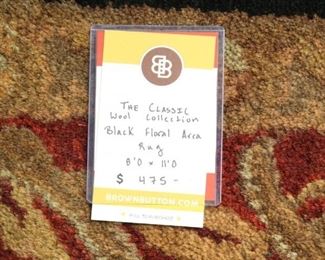 BB
THE CLASSIC
Wool Collection
Black Floral Area
Rug
8'0 x 11'0
$ 475-
BROWNBUTTON.COM